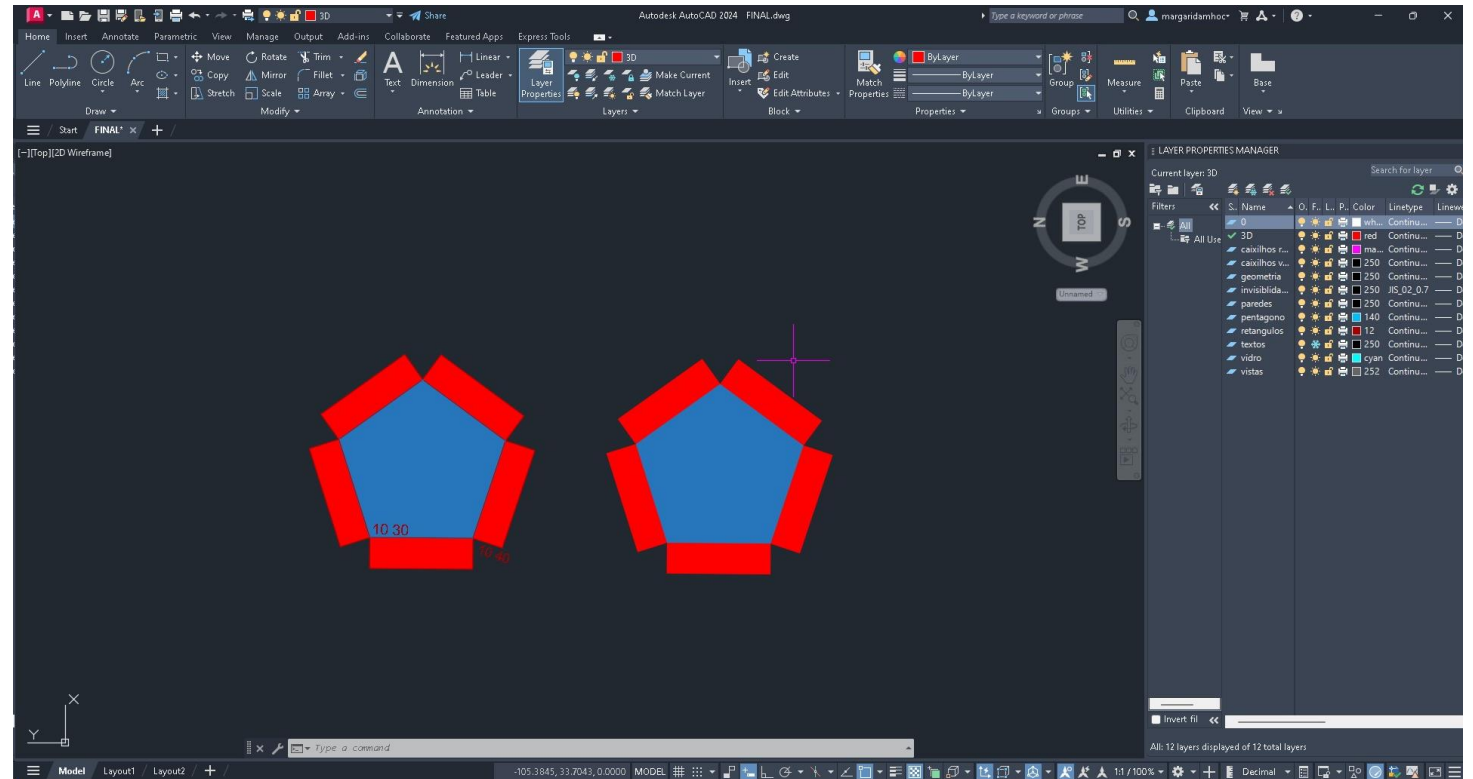 3D
Share
Autodesk AutoCAD 2024 FINAL.dwg
Type a keyword or phrase
margaridamhoc
Home Insert Annotate Parametric View Manage Output Add-ins Collaborate Featured Apps Express Tools
Line Polyline Circle Arc
Move Rotate Trim
Copy Mirror Fillet
Stretch Scale Array
Text Dimension
Linear
Leader
Table
Layer Properties
3D
Make Current
Match Layer
Insert
Create
Edit
Edit Attributes
Match Properties
ByLayer
ByLayer
ByLayer
Group
Measure
Paste
Base
Draw Modify Annotation Layers Block Properties Groups Utilities Clipboard View
Start FINAL* +
[-][Top][2D Wireframe]
E
N TOP S
W
Unnamed
10 30
10 40
X
Y
Type a command
LAYER PROPERTIES MANAGER
Current layer: 3D
Search for layer
Filters
All
All Use
S.. Name O. F.. L.. P.. Color Linetype Linew
0 wh... Continu... D
3D red Continu... D
caixilhos r... ma... Continu... D
caixilhos v... 250 Continu... D
geometria 250 Continu... D
invisiblida... 250 JIS_02_0.7 D
paredes 250 Continu... D
pentagono 140 Continu... D
retangulos 12 Continu... D
textos 250 Continu... D
vidro cyan Continu... D
vistas 252 Continu... D
Invert fil
All: 12 layers displayed of 12 total layers
Model Layout1 Layout2 +
-105.3845, 33.7043, 0.0000 MODEL 1:1 / 100% Decimal